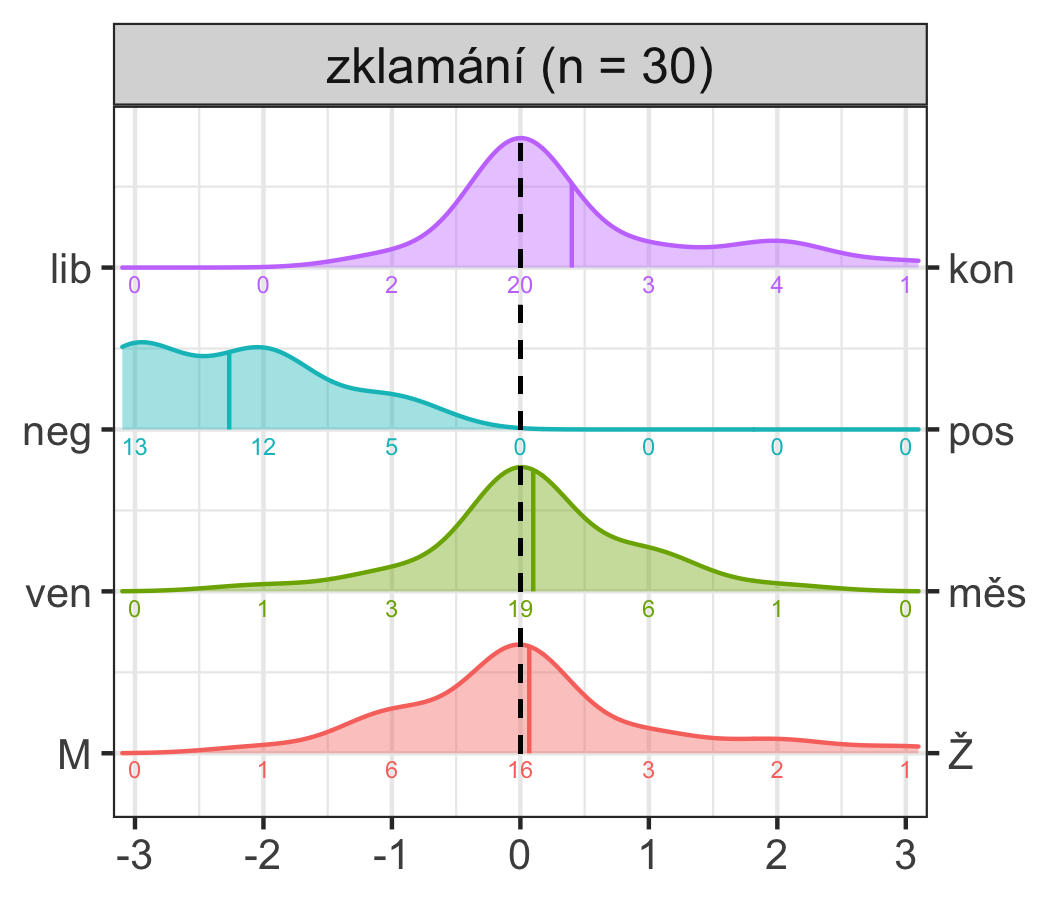 zklamání (n = 30)
lib kon
0 0 2 20 3 4 1
neg pos
13 12 5 0 0 0 0
ven měs
0 1 3 19 6 1 0
M Ž
0 1 6 16 3 2 1
-3 -2 -1 0 1 2 3